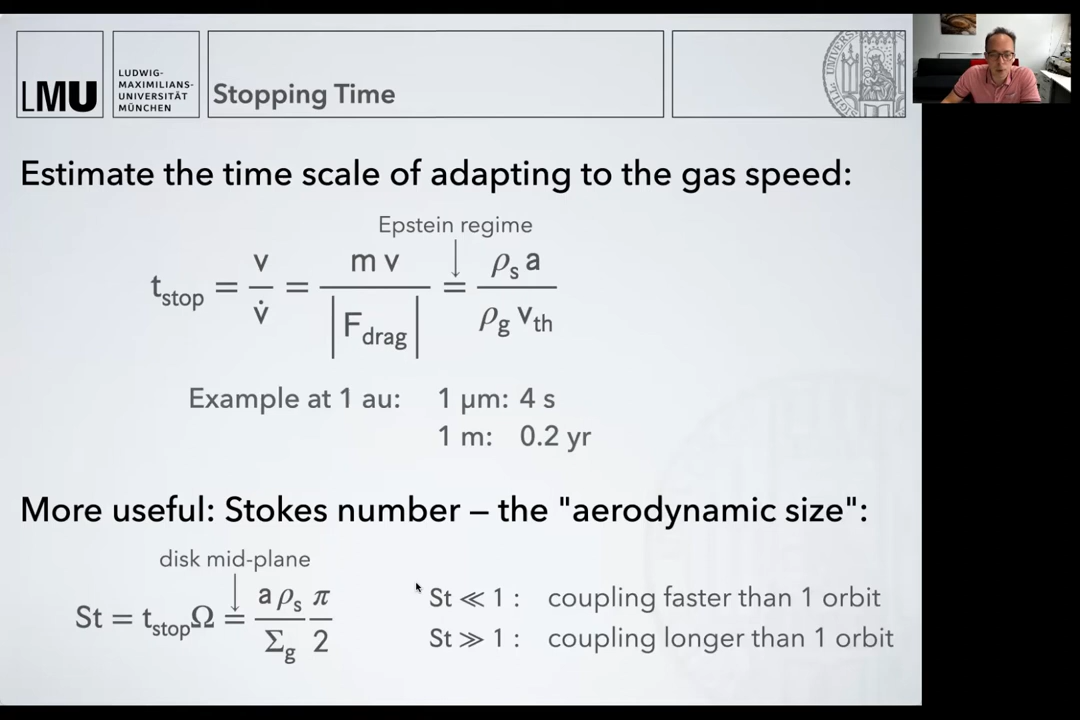 LMU
LUDWIG-
MAXIMILIANS-
UNIVERSITÄT
MÜNCHEN
Stopping Time
Estimate the time scale of adapting to the gas speed:
Epstein regime
t_stop = v / v̇ = m v / |F_drag| = ρ_s a / ρ_g v_th
Example at 1 au: 1 µm: 4 s
1 m: 0.2 yr
More useful: Stokes number – the "aerodynamic size":
disk mid-plane
St = t_stop Ω = a ρ_s / Σ_g π / 2
St ≪ 1 : coupling faster than 1 orbit
St ≫ 1 : coupling longer than 1 orbit